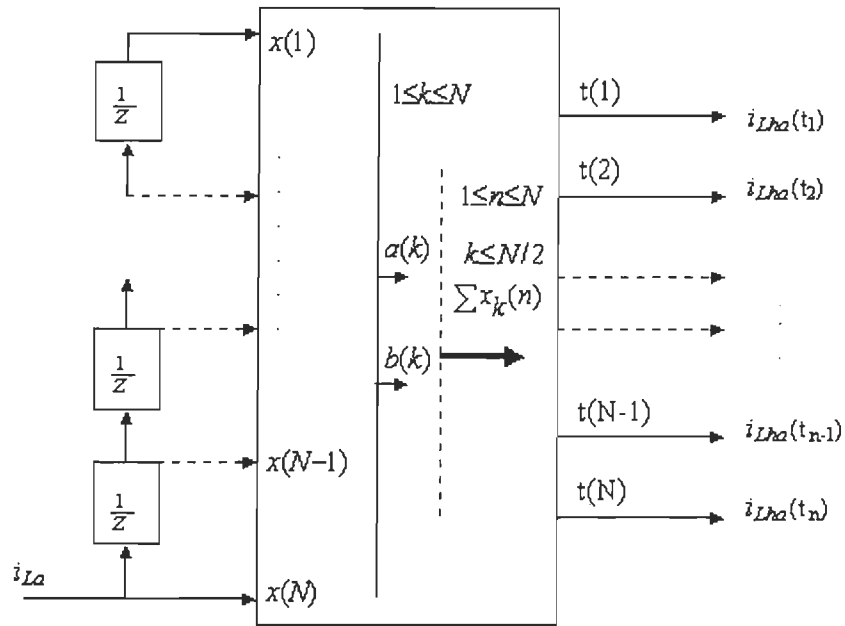 x(1)
1/z
1≤k≤N
t(1)
i_Lha(t_1)
t(2)
1≤n≤N
i_Lha(t_2)
a(k)
k≤N/2
∑x_k(n)
1/z
b(k)
t(N-1)
i_Lha(t_n-1)
x(N−1)
1/z
t(N)
i_Lha(t_n)
i_La
x(N)